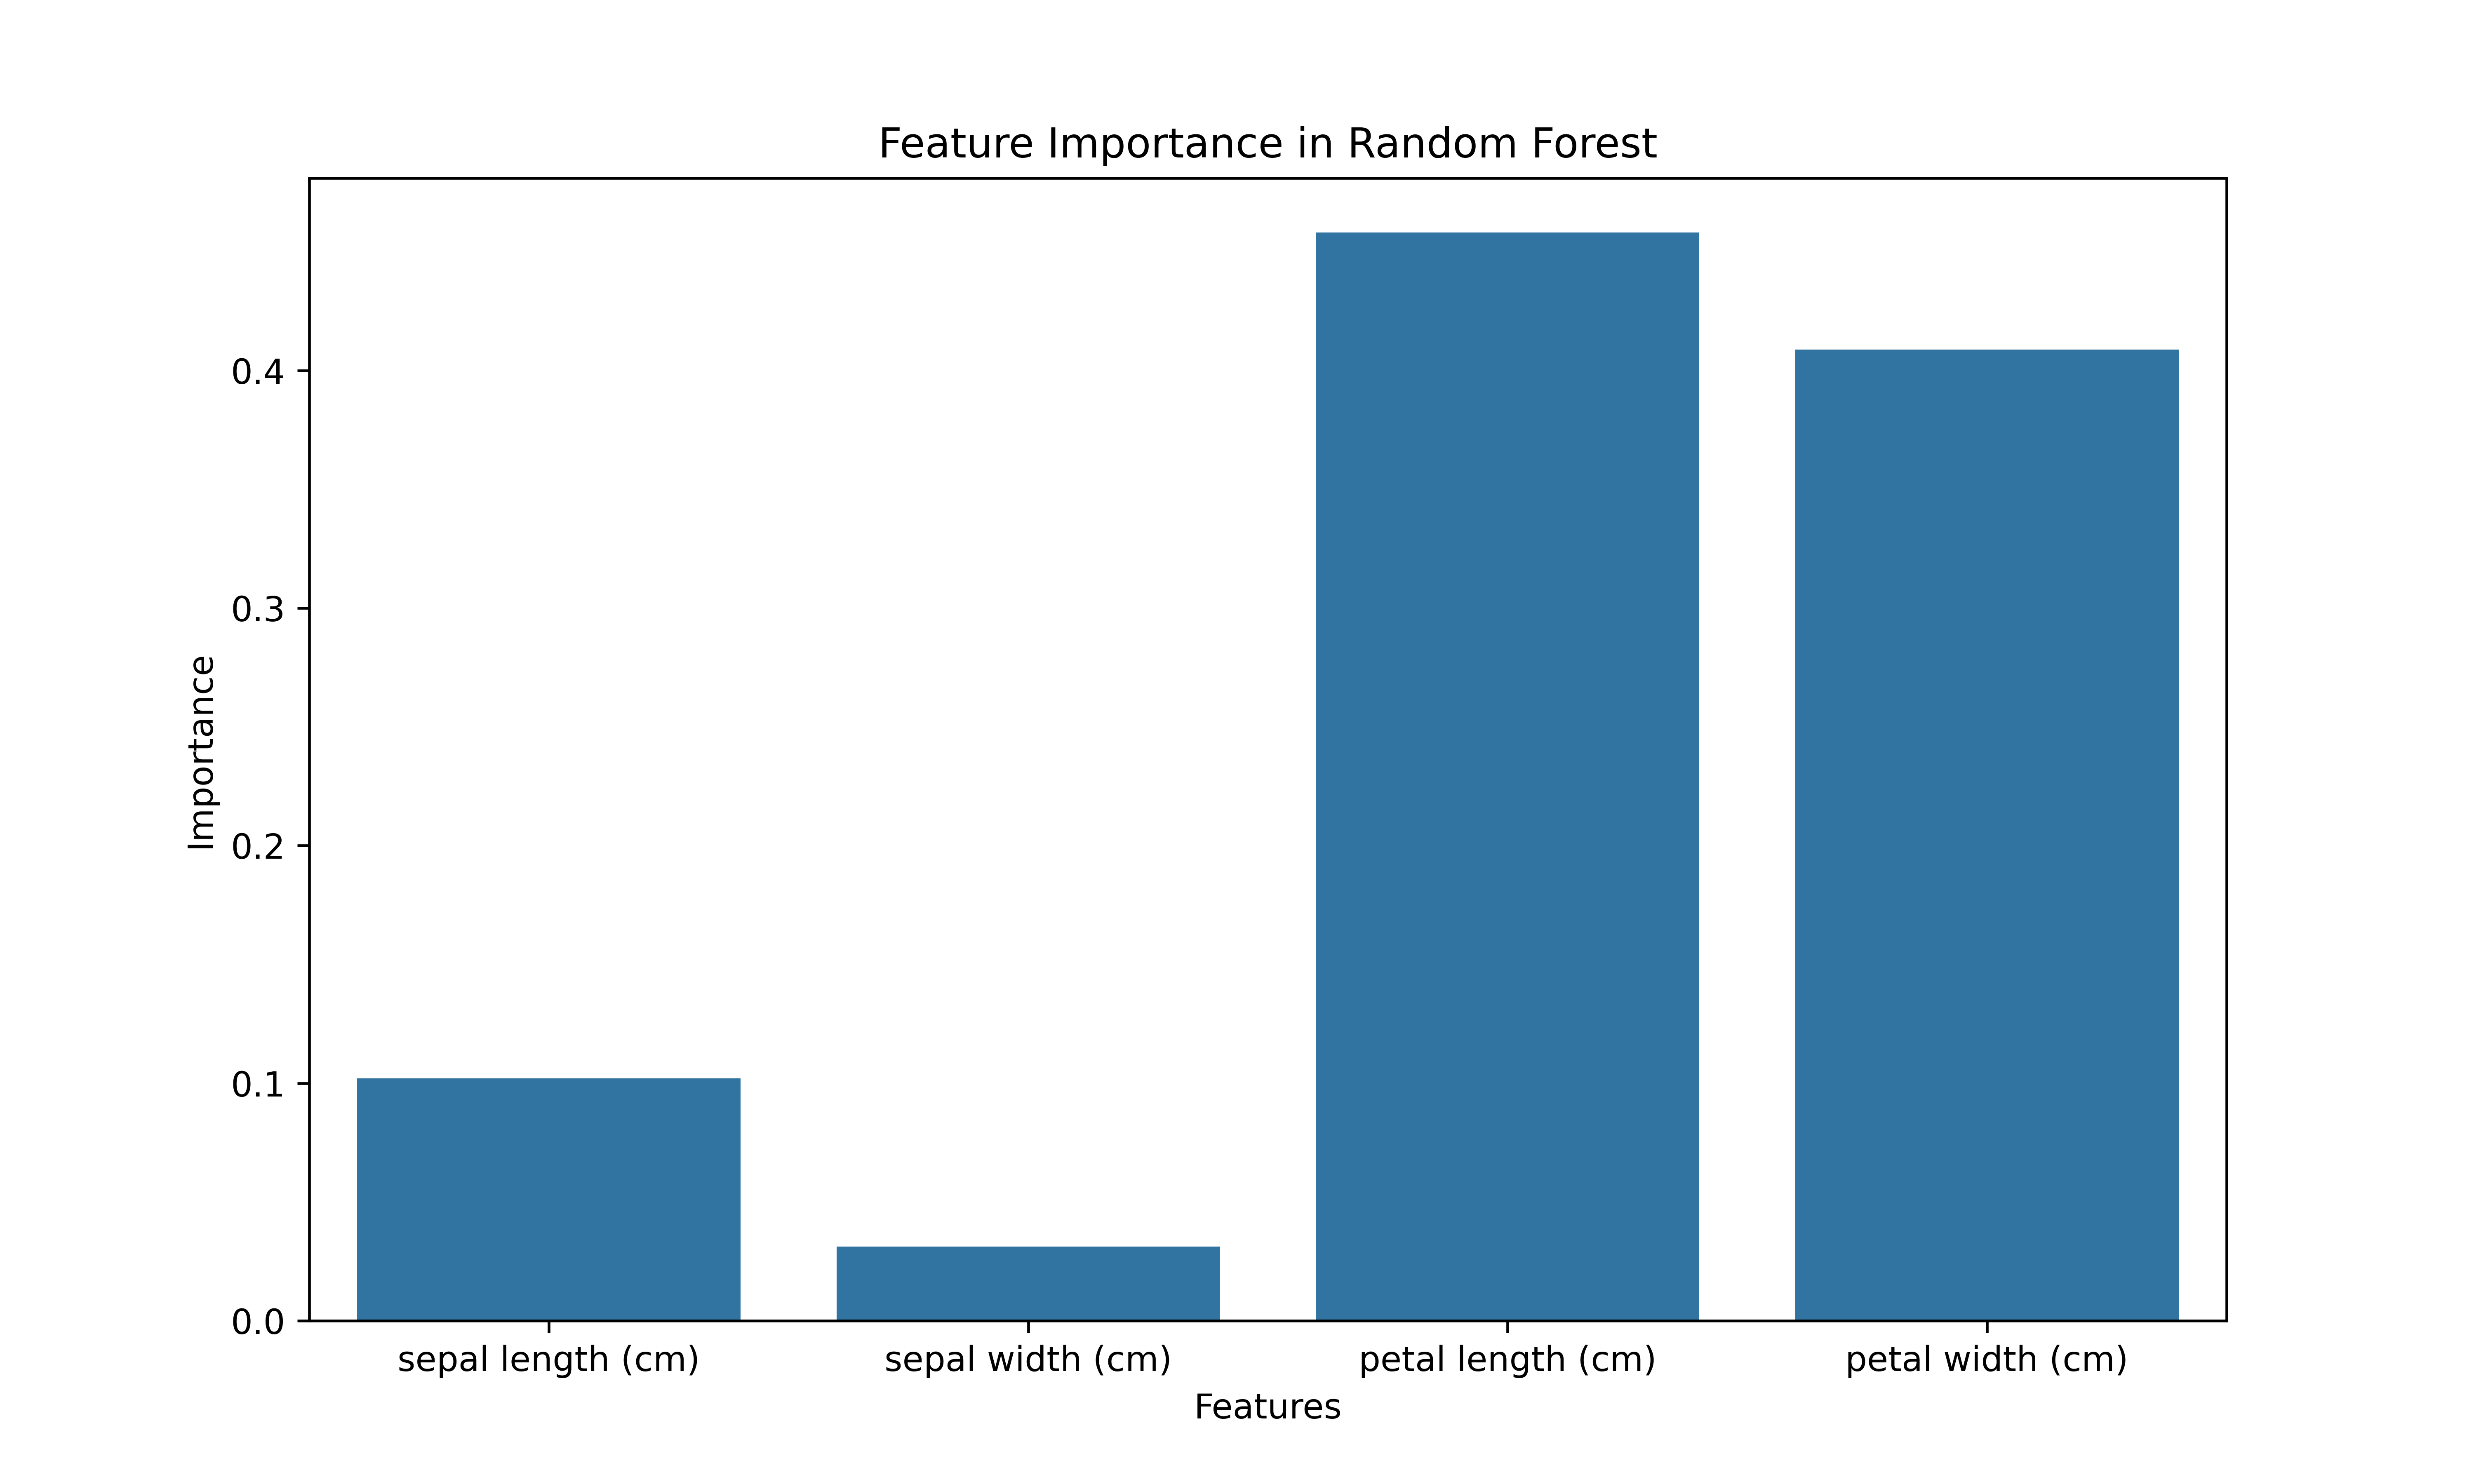 Feature Importance in Random Forest
Importance
0.4
0.3
0.2
0.1
0.0
sepal length (cm) sepal width (cm) petal length (cm) petal width (cm)
Features